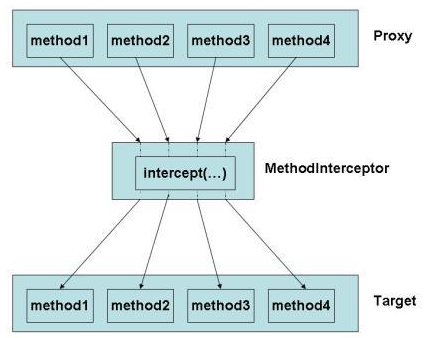 method1 method2 method3 method4 Proxy
intercept(...) MethodInterceptor
method1 method2 method3 method4 Target